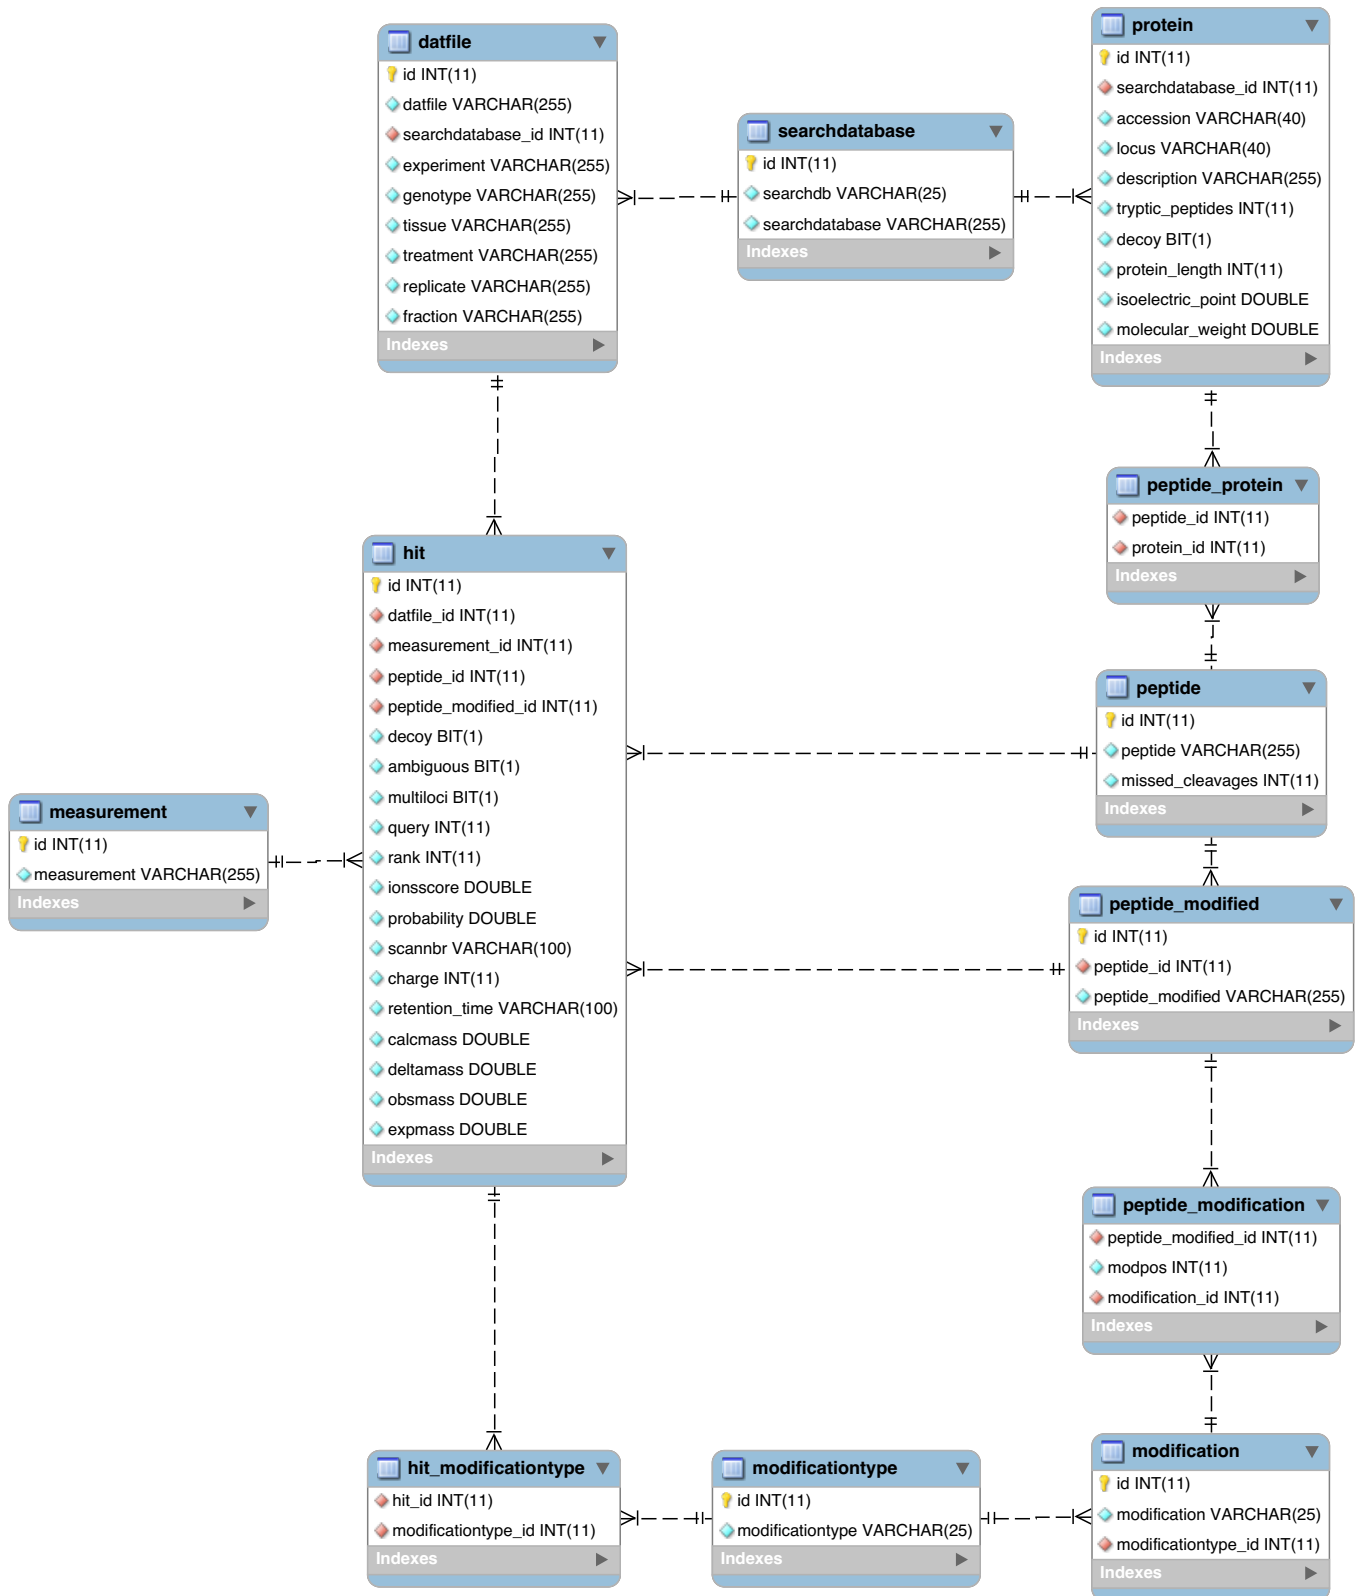 datfile
id INT(11)
datfile VARCHAR(255)
searchdatabase_id INT(11)
experiment VARCHAR(255)
genotype VARCHAR(255)
tissue VARCHAR(255)
treatment VARCHAR(255)
replicate VARCHAR(255)
fraction VARCHAR(255)
Indexes
searchdatabase
id INT(11)
searchdb VARCHAR(25)
searchdatabase VARCHAR(255)
Indexes
protein
id INT(11)
searchdatabase_id INT(11)
accession VARCHAR(40)
locus VARCHAR(40)
description VARCHAR(255)
tryptic_peptides INT(11)
decoy BIT(1)
protein_length INT(11)
isoelectric_point DOUBLE
molecular_weight DOUBLE
Indexes
peptide_protein
peptide_id INT(11)
protein_id INT(11)
Indexes
hit
id INT(11)
datfile_id INT(11)
measurement_id INT(11)
peptide_id INT(11)
peptide_modified_id INT(11)
decoy BIT(1)
ambiguous BIT(1)
multiloci BIT(1)
query INT(11)
rank INT(11)
ionsscore DOUBLE
probability DOUBLE
scannbr VARCHAR(100)
charge INT(11)
retention_time VARCHAR(100)
calcmass DOUBLE
deltamass DOUBLE
obsmass DOUBLE
expmass DOUBLE
Indexes
peptide
id INT(11)
peptide VARCHAR(255)
missed_cleavages INT(11)
Indexes
measurement
id INT(11)
measurement VARCHAR(255)
Indexes
peptide_modified
id INT(11)
peptide_id INT(11)
peptide_modified VARCHAR(255)
Indexes
peptide_modification
peptide_modified_id INT(11)
modpos INT(11)
modification_id INT(11)
Indexes
hit_modificationtype
hit_id INT(11)
modificationtype_id INT(11)
Indexes
modificationtype
id INT(11)
modificationtype VARCHAR(25)
Indexes
modification
id INT(11)
modification VARCHAR(25)
modificationtype_id INT(11)
Indexes